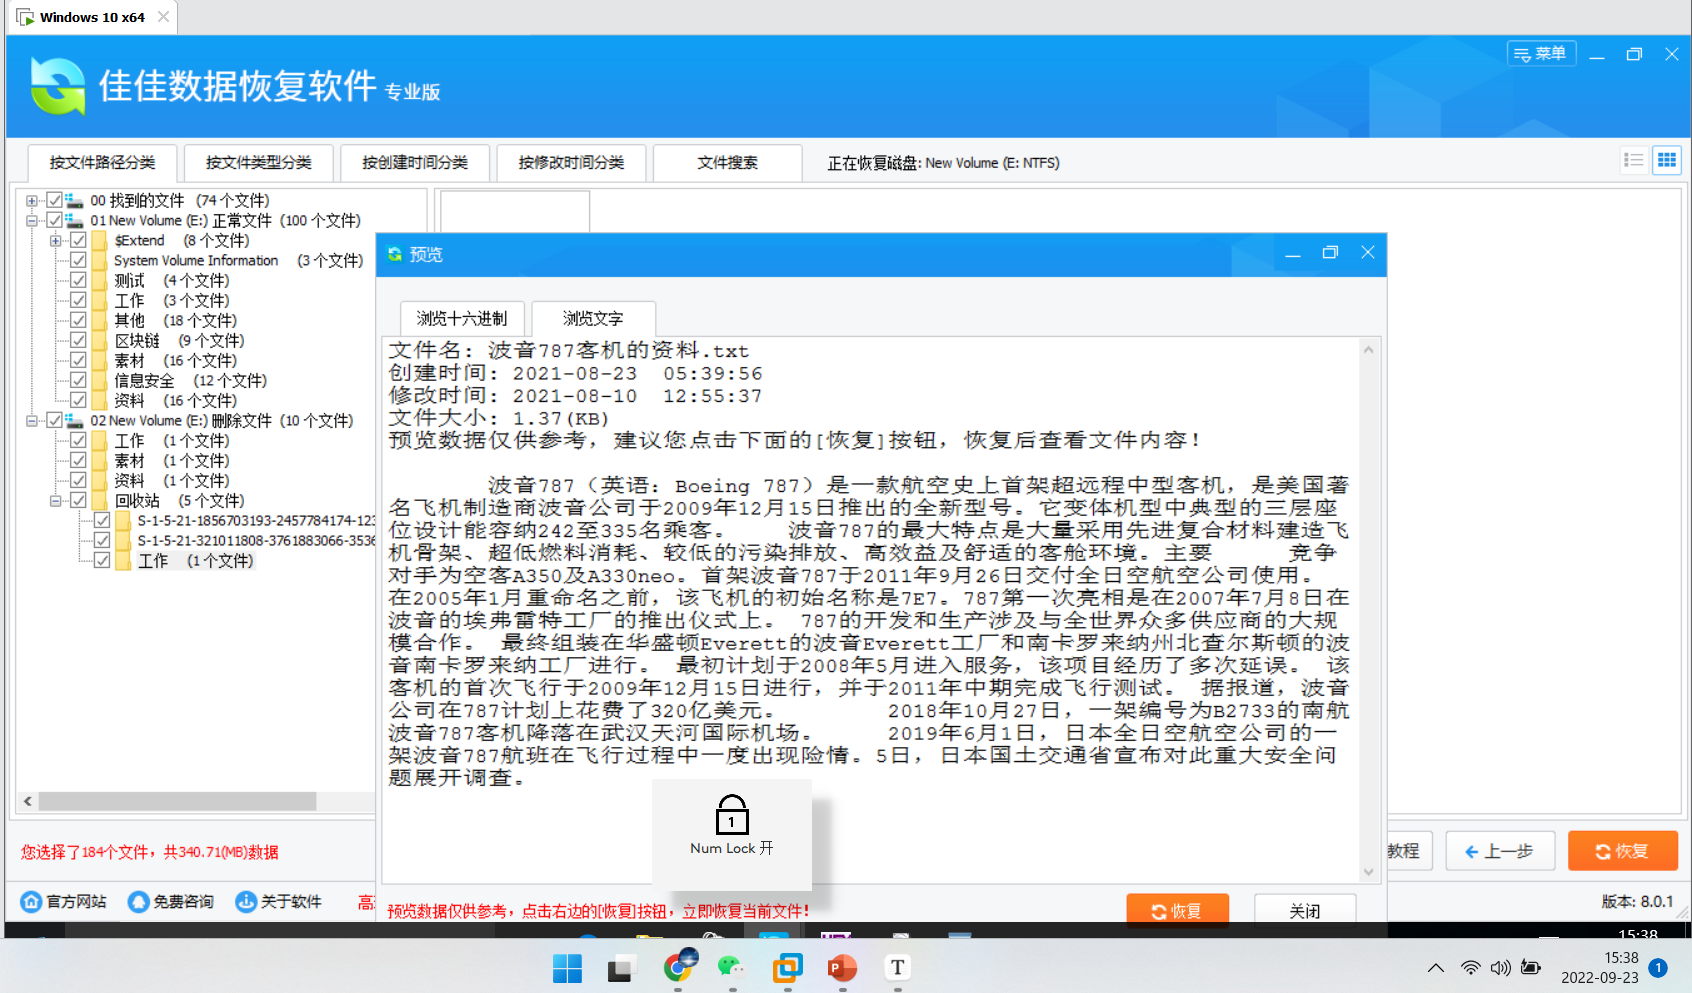 Windows 10 x64
佳佳数据恢复软件 专业版
菜单
按文件路径分类
按文件类型分类
按创建时间分类
按修改时间分类
文件搜索
正在恢复磁盘: New Volume (E: NTFS)
00 找到的文件 (74 个文件)
01 New Volume (E:) 正常文件 (100 个文件)
$Extend (8 个文件)
System Volume Information (3 个文件)
测试 (4 个文件)
工作 (3 个文件)
其他 (18 个文件)
区块链 (9 个文件)
素材 (16 个文件)
信息安全 (12 个文件)
资料 (16 个文件)
02 New Volume (E:) 删除文件 (10 个文件)
工作 (1 个文件)
素材 (1 个文件)
资料 (1 个文件)
回收站 (5 个文件)
S-1-5-21-1856703193-2457784174-123
S-1-5-21-321011808-3761883066-3536
工作 (1 个文件)
预览
浏览十六进制
浏览文字
文件名: 波音787客机的资料.txt
创建时间: 2021-08-23 05:39:56
修改时间: 2021-08-10 12:55:37
文件大小: 1.37(KB)
预览数据仅供参考，建议您点击下面的[恢复]按钮，恢复后查看文件内容!
波音787（英语: Boeing 787）是一款航空史上首架超远程中型客机，是美国著
名飞机制造商波音公司于2009年12月15日推出的全新型号。它变体机型中典型的三层座
位设计能容纳242至335名乘客。 波音787的最大特点是大量采用先进复合材料建造飞
机骨架、超低燃料消耗、较低的污染排放、高效益及舒适的客舱环境。主要 竞争
对手为空客A350及A330neo。首架波音787于2011年9月26日交付全日空航空公司使用。
在2005年1月重命名之前，该飞机的初始名称是7E7。787第一次亮相是在2007年7月8日在
波音的埃弗雷特工厂的推出仪式上。 787的开发和生产涉及与全世界众多供应商的大规
模合作。 最终组装在华盛顿Everett的波音Everett工厂和南卡罗来纳州北查尔斯顿的波
音南卡罗来纳工厂进行。 最初计划于2008年5月进入服务，该项目经历了多次延误。 该
客机的首次飞行于2009年12月15日进行，并于2011年中期完成飞行测试。 据报道，波音
公司在787计划上花费了320亿美元。 2018年10月27日，一架编号为B2733的南航
波音787客机降落在武汉天河国际机场。 2019年6月1日，日本全日空航空公司的一
架波音787航班在飞行过程中一度出现险情。5日，日本国土交通省宣布对此重大安全问
题展开调查。
1
Num Lock 开
预览数据仅供参考，点击右边的[恢复]按钮，立即恢复当前文件!
恢复
关闭
您选择了184个文件，共340.71(MB)数据
教程
上一步
恢复
官方网站
免费咨询
关于软件
高
版本: 8.0.1
15:38
15:38
2022-09-23
1